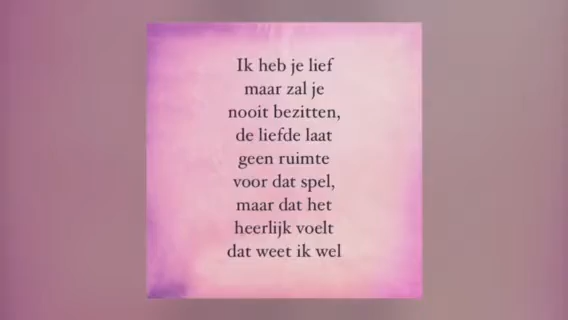 Ik heb je lief
maar zal je
nooit bezitten,
de liefde laat
geen ruimte
voor dat spel,
maar dat het
heerlijk voelt
dat weet ik wel